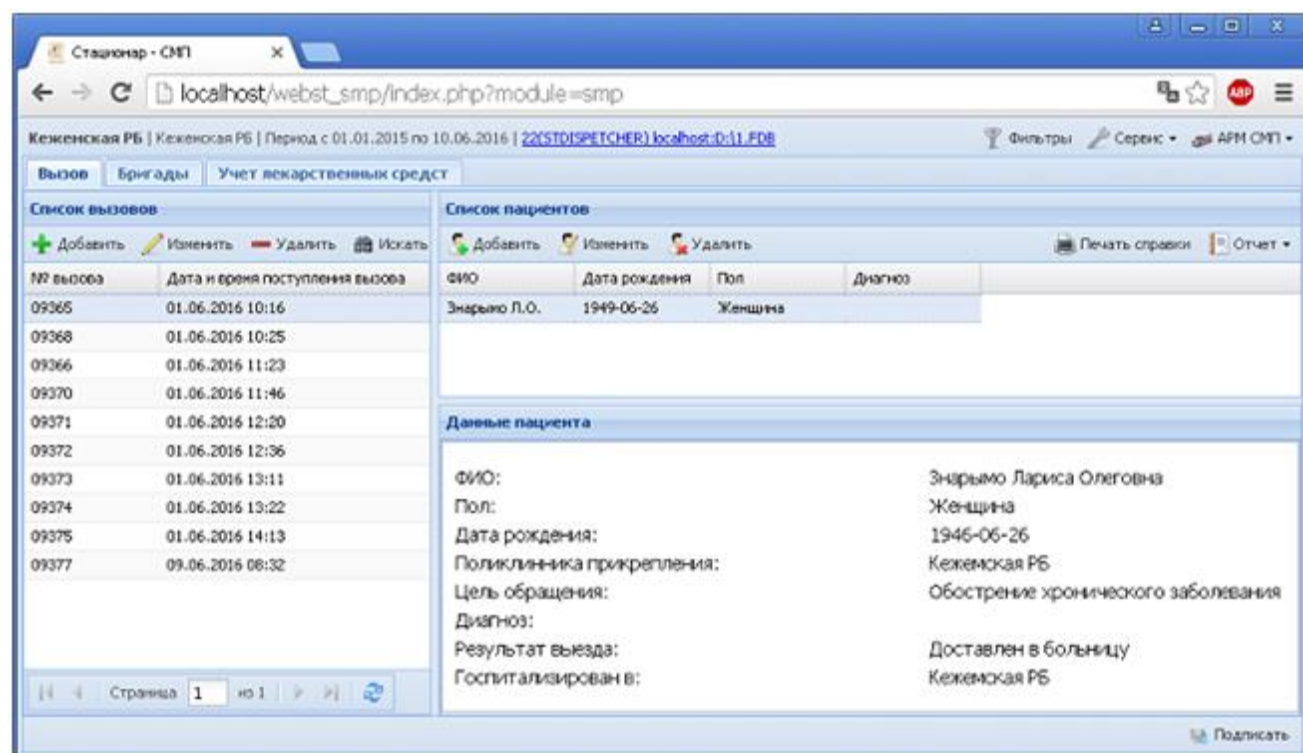 Стационар - СМП
localhost/webst_smp/index.php?module=smp
ABP
Кеженская РБ | Кеженская РБ | Период с 01.01.2015 по 10.06.2016 | 22(STDISPETCHER) localhost:D:\1.FDB
Фильтры Сервис АРМ СМП
Вызов Бригады Учет лекарственных средст
Список вызовов
Добавить Изменить Удалить Искать
№ вызова Дата и время поступления вызова
09365 01.06.2016 10:16
09368 01.06.2016 10:25
09366 01.06.2016 11:23
09370 01.06.2016 11:46
09371 01.06.2016 12:20
09372 01.06.2016 12:36
09373 01.06.2016 13:11
09374 01.06.2016 13:22
09375 01.06.2016 14:13
09377 09.06.2016 08:32
Страница 1 из 1
Список пациентов
Добавить Изменить Удалить Печать справки Отчет
ФИО Дата рождения Пол Диагноз
Знарымо Л.О. 1949-06-26 Женщина
Данные пациента
ФИО: Знарымо Лариса Олеговна
Пол: Женщина
Дата рождения: 1946-06-26
Поликлинника прикрепления: Кежемская РБ
Цель обращения: Обострение хронического заболевания
Диагноз:
Результат выезда: Доставлен в больницу
Госпитализирован в: Кежемская РБ
Подписать